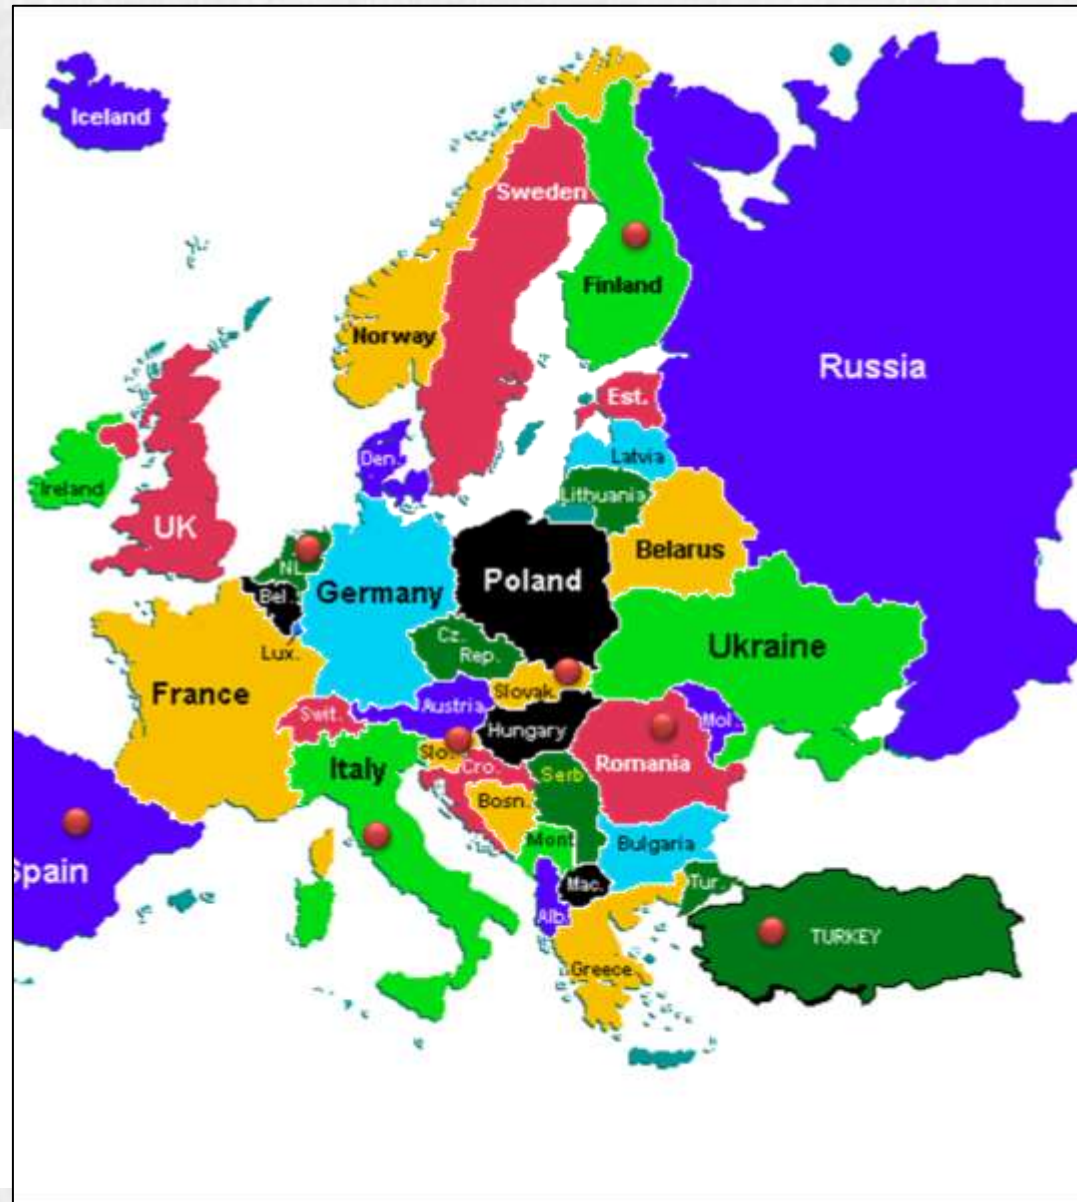 Iceland
Sweden
Finland
Norway
Russia
Est.
Den.
Latvia
Ireland
Lithuania
UK
Belarus
NL
Poland
Germany
Bel.
Cz.
Rep.
Ukraine
Lux.
France
Slovak.
Austria
Swit.
Mol.
Hungary
Slo.
Italy
Cro.
Serb
Romania
Bosn.
Mont
Bulgaria
Spain
Mac.
Tur.
Alb.
TURKEY
Greece